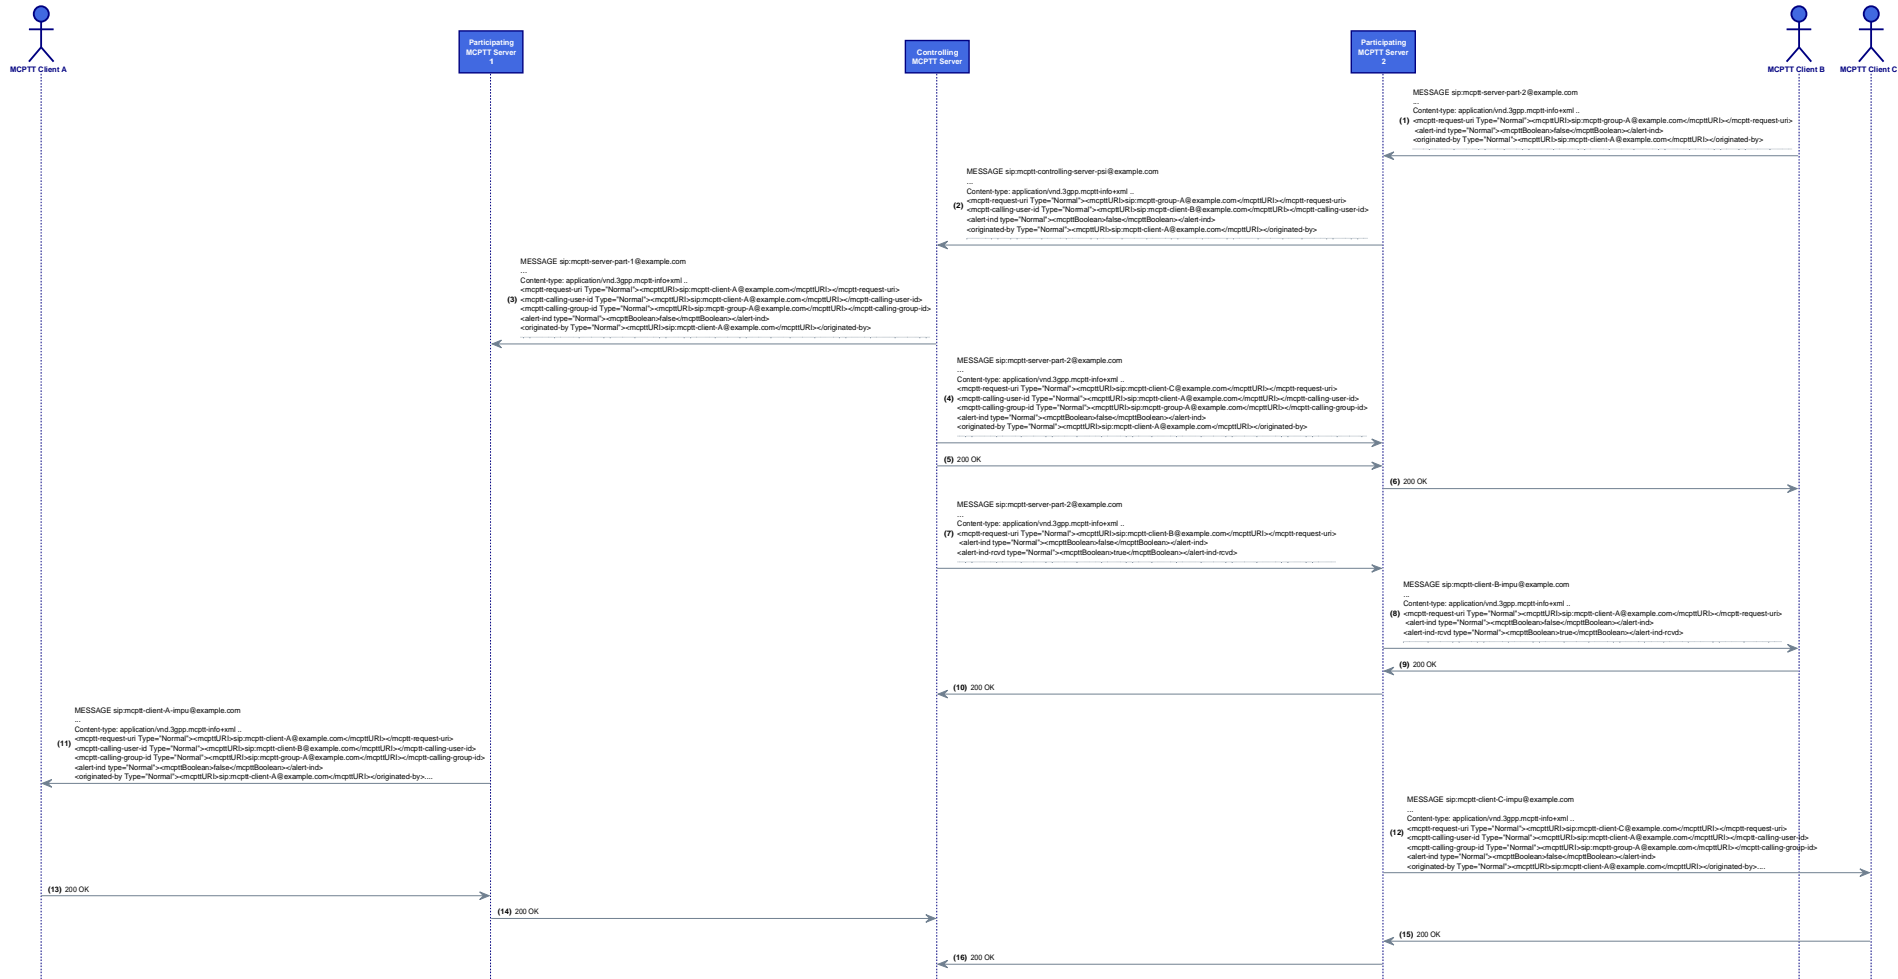 MCPTT Client A
Participating
MCPTT Server
1
Controlling
MCPTT Server
Participating
MCPTT Server
2
MCPTT Client B
MCPTT Client C
MESSAGE sip:mcptt-server-part-2@example.com
...
Content-type: application/vnd.3gpp.mcptt-info+xml ..
(1) <mcptt-request-uri Type="Normal"><mcpttURI>sip:mcptt-group-A@example.com</mcpttURI></mcptt-request-uri>
<alert-ind type="Normal"><mcpttBoolean>false</mcpttBoolean></alert-ind>
<originated-by Type="Normal"><mcpttURI>sip:mcptt-client-A@example.com</mcpttURI></originated-by>
MESSAGE sip:mcptt-controlling-server-psi@example.com
...
Content-type: application/vnd.3gpp.mcptt-info+xml ..
<mcptt-request-uri Type="Normal"><mcpttURI>sip:mcptt-group-A@example.com</mcpttURI></mcptt-request-uri>
(2) <mcptt-calling-user-id Type="Normal"><mcpttURI>sip:mcptt-client-B@example.com</mcpttURI></mcptt-calling-user-id>
<alert-ind type="Normal"><mcpttBoolean>false</mcpttBoolean></alert-ind>
<originated-by Type="Normal"><mcpttURI>sip:mcptt-client-A@example.com</mcpttURI></originated-by>
MESSAGE sip:mcptt-server-part-1@example.com
...
Content-type: application/vnd.3gpp.mcptt-info+xml ..
<mcptt-request-uri Type="Normal"><mcpttURI>sip:mcptt-client-A@example.com</mcpttURI></mcptt-request-uri>
(3) <mcptt-calling-user-id Type="Normal"><mcpttURI>sip:mcptt-client-A@example.com</mcpttURI></mcptt-calling-user-id>
<mcptt-calling-group-id Type="Normal"><mcpttURI>sip:mcptt-group-A@example.com</mcpttURI></mcptt-calling-group-id>
<alert-ind type="Normal"><mcpttBoolean>false</mcpttBoolean></alert-ind>
<originated-by Type="Normal"><mcpttURI>sip:mcptt-client-A@example.com</mcpttURI></originated-by>
MESSAGE sip:mcptt-server-part-2@example.com
...
Content-type: application/vnd.3gpp.mcptt-info+xml ..
<mcptt-request-uri Type="Normal"><mcpttURI>sip:mcptt-client-C@example.com</mcpttURI></mcptt-request-uri>
(4) <mcptt-calling-user-id Type="Normal"><mcpttURI>sip:mcptt-client-A@example.com</mcpttURI></mcptt-calling-user-id>
<mcptt-calling-group-id Type="Normal"><mcpttURI>sip:mcptt-group-A@example.com</mcpttURI></mcptt-calling-group-id>
<alert-ind type="Normal"><mcpttBoolean>false</mcpttBoolean></alert-ind>
<originated-by Type="Normal"><mcpttURI>sip:mcptt-client-A@example.com</mcpttURI></originated-by>
(5) 200 OK
(6) 200 OK
MESSAGE sip:mcptt-server-part-2@example.com
...
Content-type: application/vnd.3gpp.mcptt-info+xml ..
(7) <mcptt-request-uri Type="Normal"><mcpttURI>sip:mcptt-client-B@example.com</mcpttURI></mcptt-request-uri>
<alert-ind type="Normal"><mcpttBoolean>false</mcpttBoolean></alert-ind>
<alert-ind-rcvd type="Normal"><mcpttBoolean>true</mcpttBoolean></alert-ind-rcvd>
MESSAGE sip:mcptt-client-B-impu@example.com
...
Content-type: application/vnd.3gpp.mcptt-info+xml ..
(8) <mcptt-request-uri Type="Normal"><mcpttURI>sip:mcptt-client-A@example.com</mcpttURI></mcptt-request-uri>
<alert-ind type="Normal"><mcpttBoolean>false</mcpttBoolean></alert-ind>
<alert-ind-rcvd type="Normal"><mcpttBoolean>true</mcpttBoolean></alert-ind-rcvd>
(9) 200 OK
(10) 200 OK
MESSAGE sip:mcptt-client-A-impu@example.com
...
Content-type: application/vnd.3gpp.mcptt-info+xml ..
<mcptt-request-uri Type="Normal"><mcpttURI>sip:mcptt-client-A@example.com</mcpttURI></mcptt-request-uri>
(11) <mcptt-calling-user-id Type="Normal"><mcpttURI>sip:mcptt-client-B@example.com</mcpttURI></mcptt-calling-user-id>
<mcptt-calling-group-id Type="Normal"><mcpttURI>sip:mcptt-group-A@example.com</mcpttURI></mcptt-calling-group-id>
<alert-ind type="Normal"><mcpttBoolean>false</mcpttBoolean></alert-ind>
<originated-by Type="Normal"><mcpttURI>sip:mcptt-client-A@example.com</mcpttURI></originated-by>....
MESSAGE sip:mcptt-client-C-impu@example.com
...
Content-type: application/vnd.3gpp.mcptt-info+xml ..
<mcptt-request-uri Type="Normal"><mcpttURI>sip:mcptt-client-C@example.com</mcpttURI></mcptt-request-uri>
(12) <mcptt-calling-user-id Type="Normal"><mcpttURI>sip:mcptt-client-A@example.com</mcpttURI></mcptt-calling-user-id>
<mcptt-calling-group-id Type="Normal"><mcpttURI>sip:mcptt-group-A@example.com</mcpttURI></mcptt-calling-group-id>
<alert-ind type="Normal"><mcpttBoolean>false</mcpttBoolean></alert-ind>
<originated-by Type="Normal"><mcpttURI>sip:mcptt-client-A@example.com</mcpttURI></originated-by>....
(13) 200 OK
(14) 200 OK
(15) 200 OK
(16) 200 OK